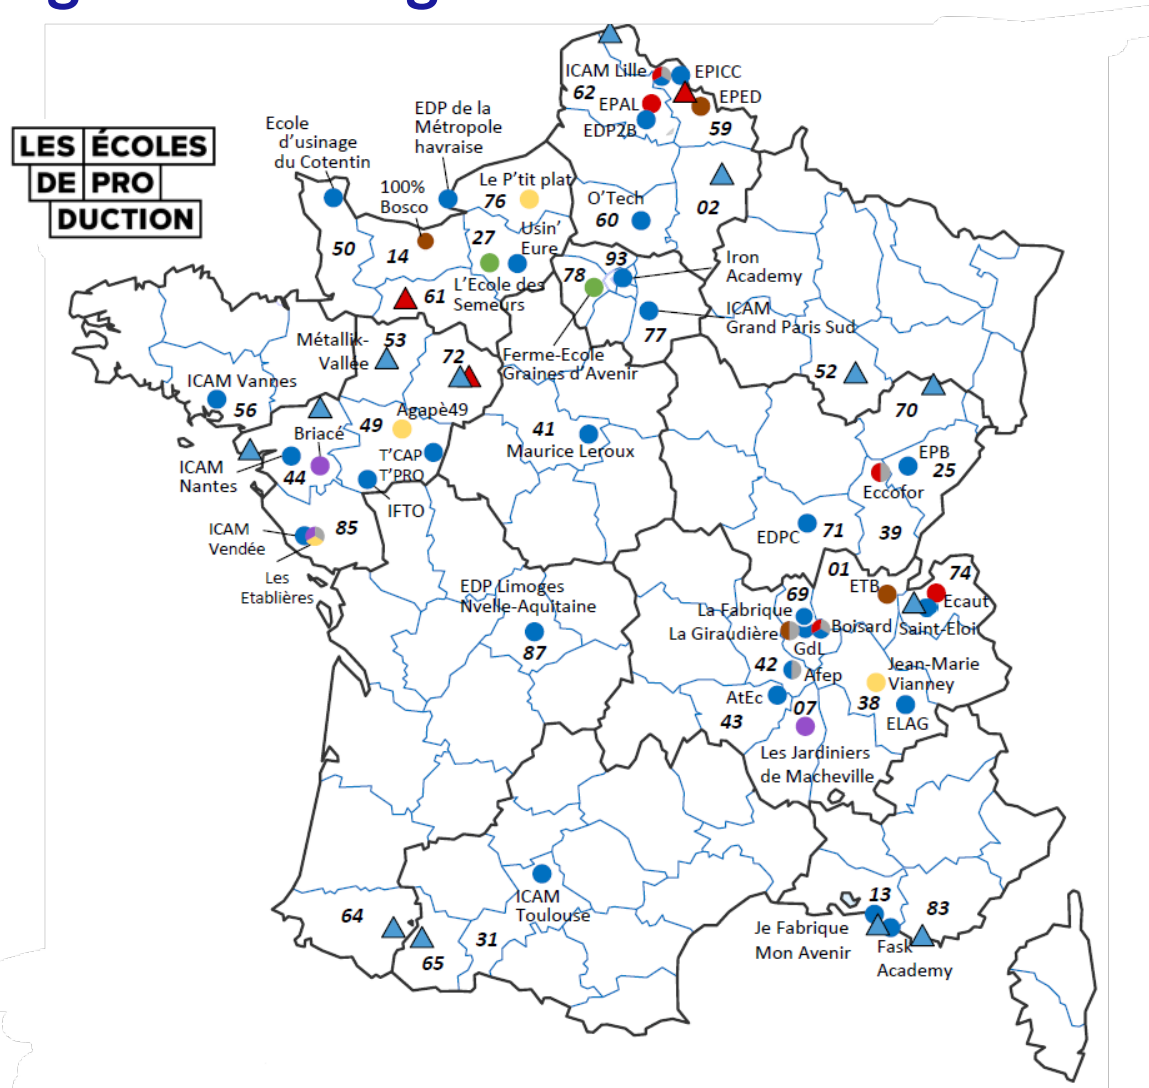 LES ÉCOLES
DE PRO
DUCTION
ICAM Lille
EPICC
62
EPAL
EPED
EDP2B
59
Ecole
d'usinage
du Cotentin
EDP de la
Métropole
havraise
100%
Bosco
Le P'tit plat
76
O'Tech
60
02
50
14
27
Usin'
Eure
L'Ecole des
Semeurs
61
78
93
Iron
Academy
ICAM
Grand Paris Sud
77
Ferme-Ecole
Graines d'Avenir
Métallik-
Vallée
53
72
52
70
ICAM Vannes
56
49
Agapè49
Briacé
T'CAP
T'PRO
ICAM
Nantes
44
IFTO
41
Maurice Leroux
EPB
25
Eccofor
ICAM
Vendée
85
Les
Etablières
EDPC
71
39
01
74
ETB
Ecaut
Saint-Eloi
69
La Fabrique
La Giraudière
Boisard
GdL
EDP Limoges
Nvelle-Aquitaine
87
42
Afep
Jean-Marie
Vianney
AtEc
43
07
38
ELAG
Les Jardiniers
de Macheville
ICAM
Toulouse
64
65
31
13
83
Je Fabrique
Mon Avenir
Fask
Academy